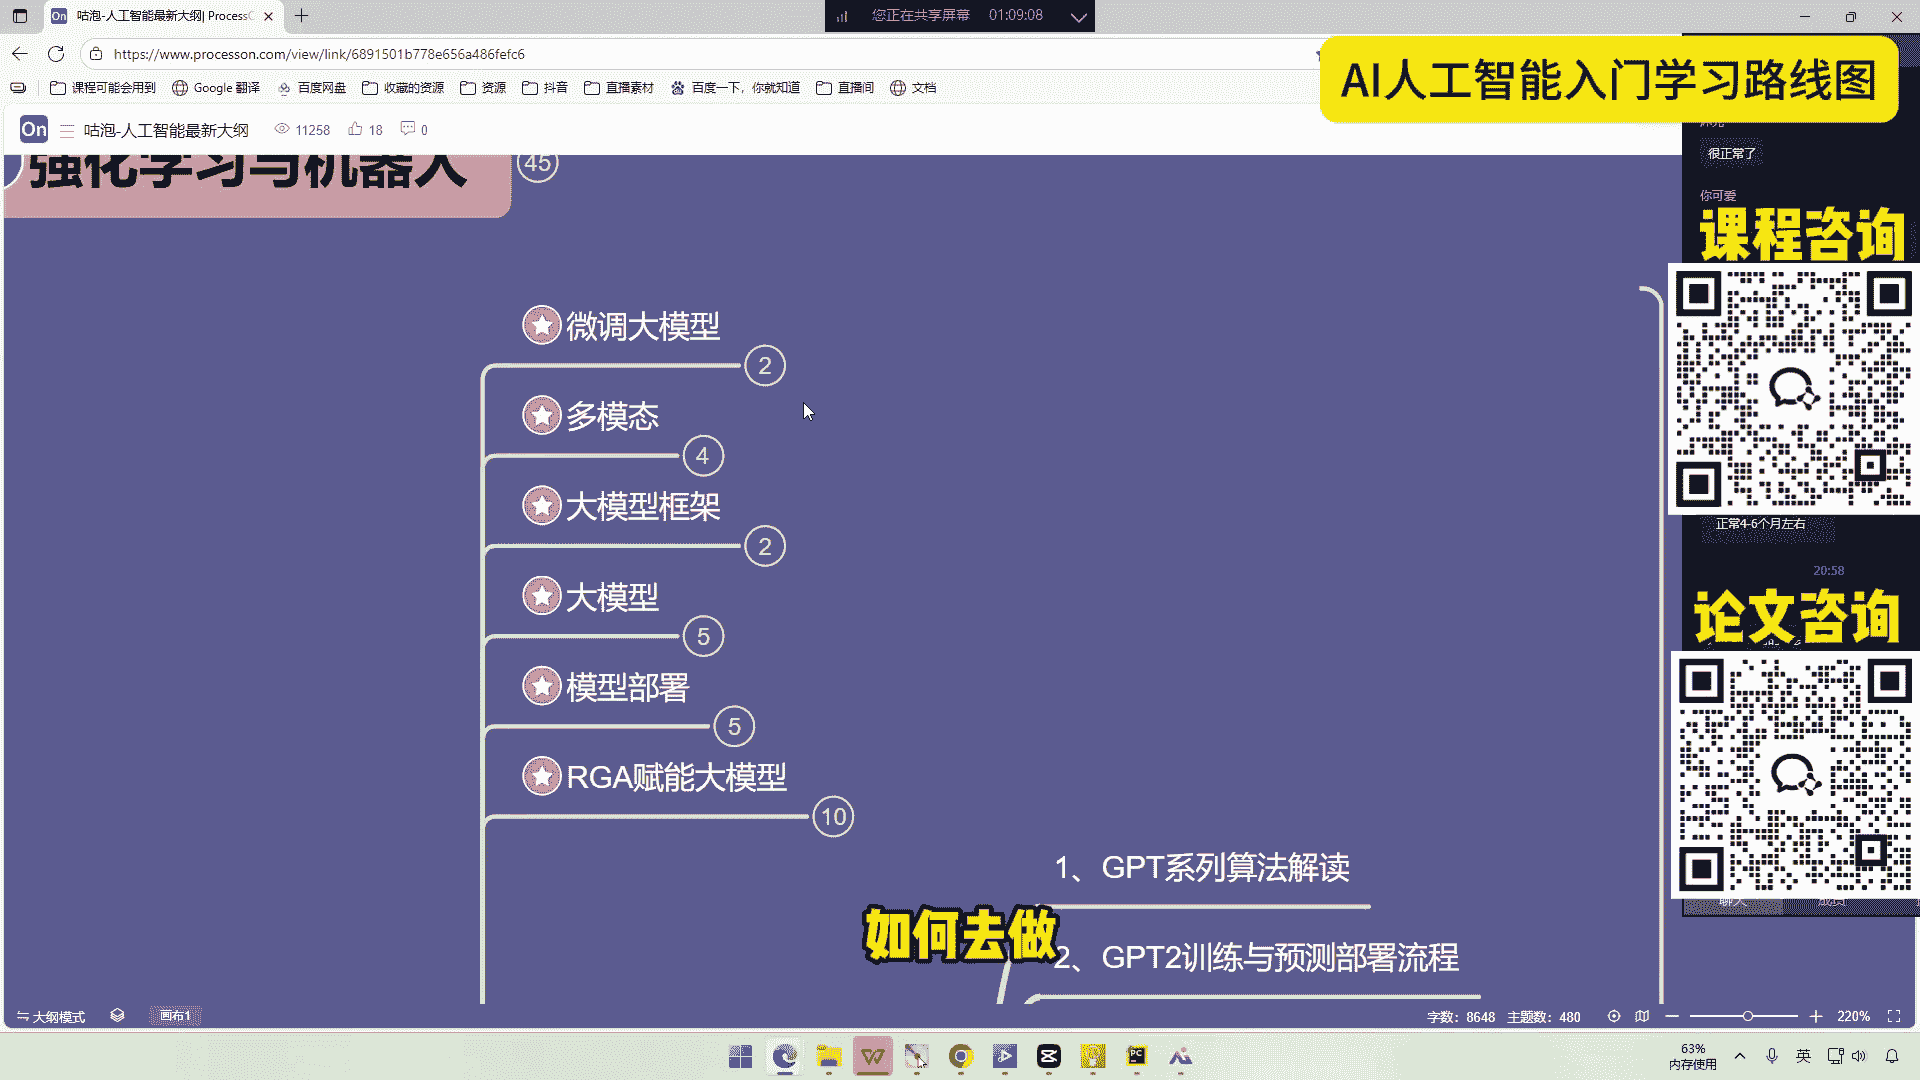 On 咕泡-人工智能最新大纲| Process
您正在共享屏幕 01:09:08
https://www.processon.com/view/link/6891501b778e656a486fefc6
课程可能会用到 Google 翻译 百度网盘 收藏的资源 资源 抖音 直播素材 百度一下，你就知道 直播间 文档
AI人工智能入门学习路线图
On 咕泡-人工智能最新大纲 11258 18 0
很正常了
强化学习与机器人 45
你可爱
课程咨询
微调大模型
2
多模态
4
大模型框架
2
正常4-6个月左右
大模型
20:58
5
论文咨询
模型部署
5
RGA赋能大模型
10
1、GPT系列算法解读
如何去做
2、GPT2训练与预测部署流程
大纲模式 画布1 字数：8648 主题数：480 220%
63%
内存使用
英